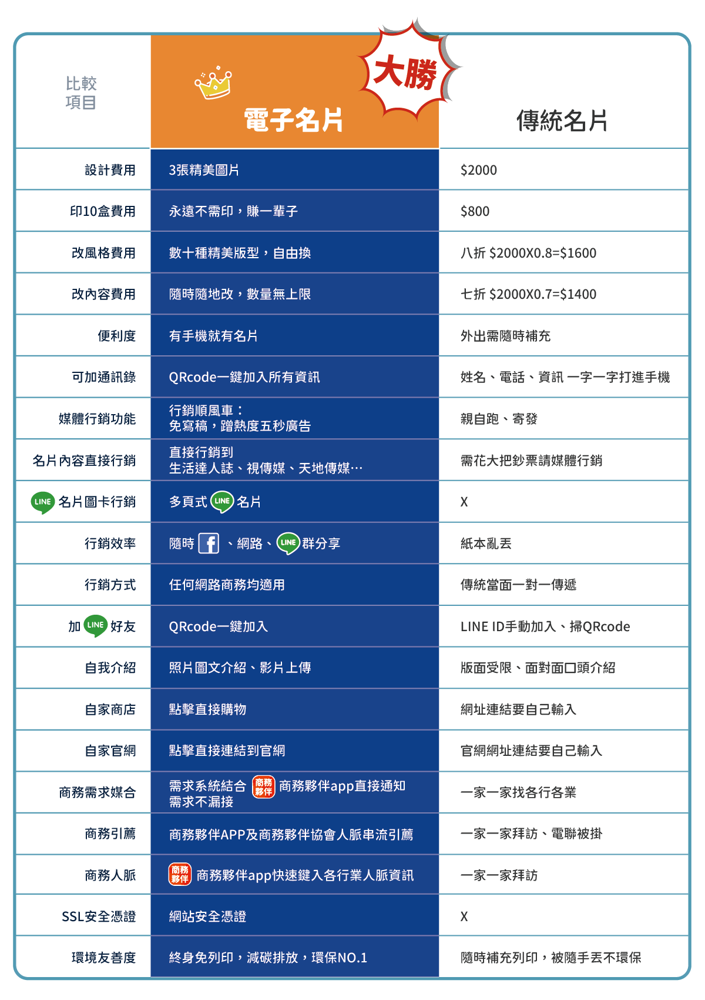 比較
項目
電子名片
大勝
傳統名片
設計費用
3張精美圖片
$2000
印10盒費用
永遠不需印，賺一輩子
$800
改風格費用
數十種精美版型，自由換
八折 $2000X0.8=$1600
改內容費用
隨時隨地改，數量無上限
七折 $2000X0.7=$1400
便利度
有手機就有名片
外出需隨時補充
可加通訊錄
QRcode一鍵加入所有資訊
姓名、電話、資訊 一字一字打進手機
媒體行銷功能
行銷順風車：
免寫稿，蹭熱度五秒廣告
親自跑、寄發
名片內容直接行銷
直接行銷到
生活達人誌、視傳媒、天地傳媒…
需花大把鈔票請媒體行銷
LINE 名片圖卡行銷
多頁式 LINE 名片
X
行銷效率
隨時 f 、網路、 LINE 群分享
紙本亂丟
行銷方式
任何網路商務均適用
傳統當面一對一傳遞
加 LINE 好友
QRcode一鍵加入
LINE ID手動加入、掃QRcode
自我介紹
照片圖文介紹、影片上傳
版面受限、面對面口頭介紹
自家商店
點擊直接購物
網址連結要自己輸入
自家官網
點擊直接連結到官網
官網網址連結要自己輸入
商務需求媒合
需求系統結合 商務夥伴 商務夥伴app直接通知
需求不漏接
一家一家找各行各業
商務引薦
商務夥伴APP及商務夥伴協會人脈串流引薦
一家一家拜訪、電聯被掛
商務人脈
商務夥伴 商務夥伴app快速鍵入各行業人脈資訊
一家一家拜訪
SSL安全憑證
網站安全憑證
X
環境友善度
終身免列印，減碳排放，環保NO.1
隨時補充列印，被隨手丟不環保